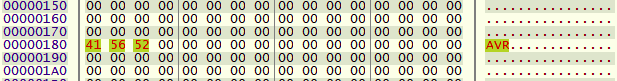 00000150 00 00 00 00 00 00 00 00 00 00 00 00 00 00 00 00 ................
00000160 00 00 00 00 00 00 00 00 00 00 00 00 00 00 00 00 ................
00000170 00 00 00 00 00 00 00 00 00 00 00 00 00 00 00 00 ................
00000180 41 56 52 00 00 00 00 00 00 00 00 00 00 00 00 00 AVR.............
00000190 00 00 00 00 00 00 00 00 00 00 00 00 00 00 00 00 ................
000001A0 00 00 00 00 00 00 00 00 00 00 00 00 00 00 00 00 ................